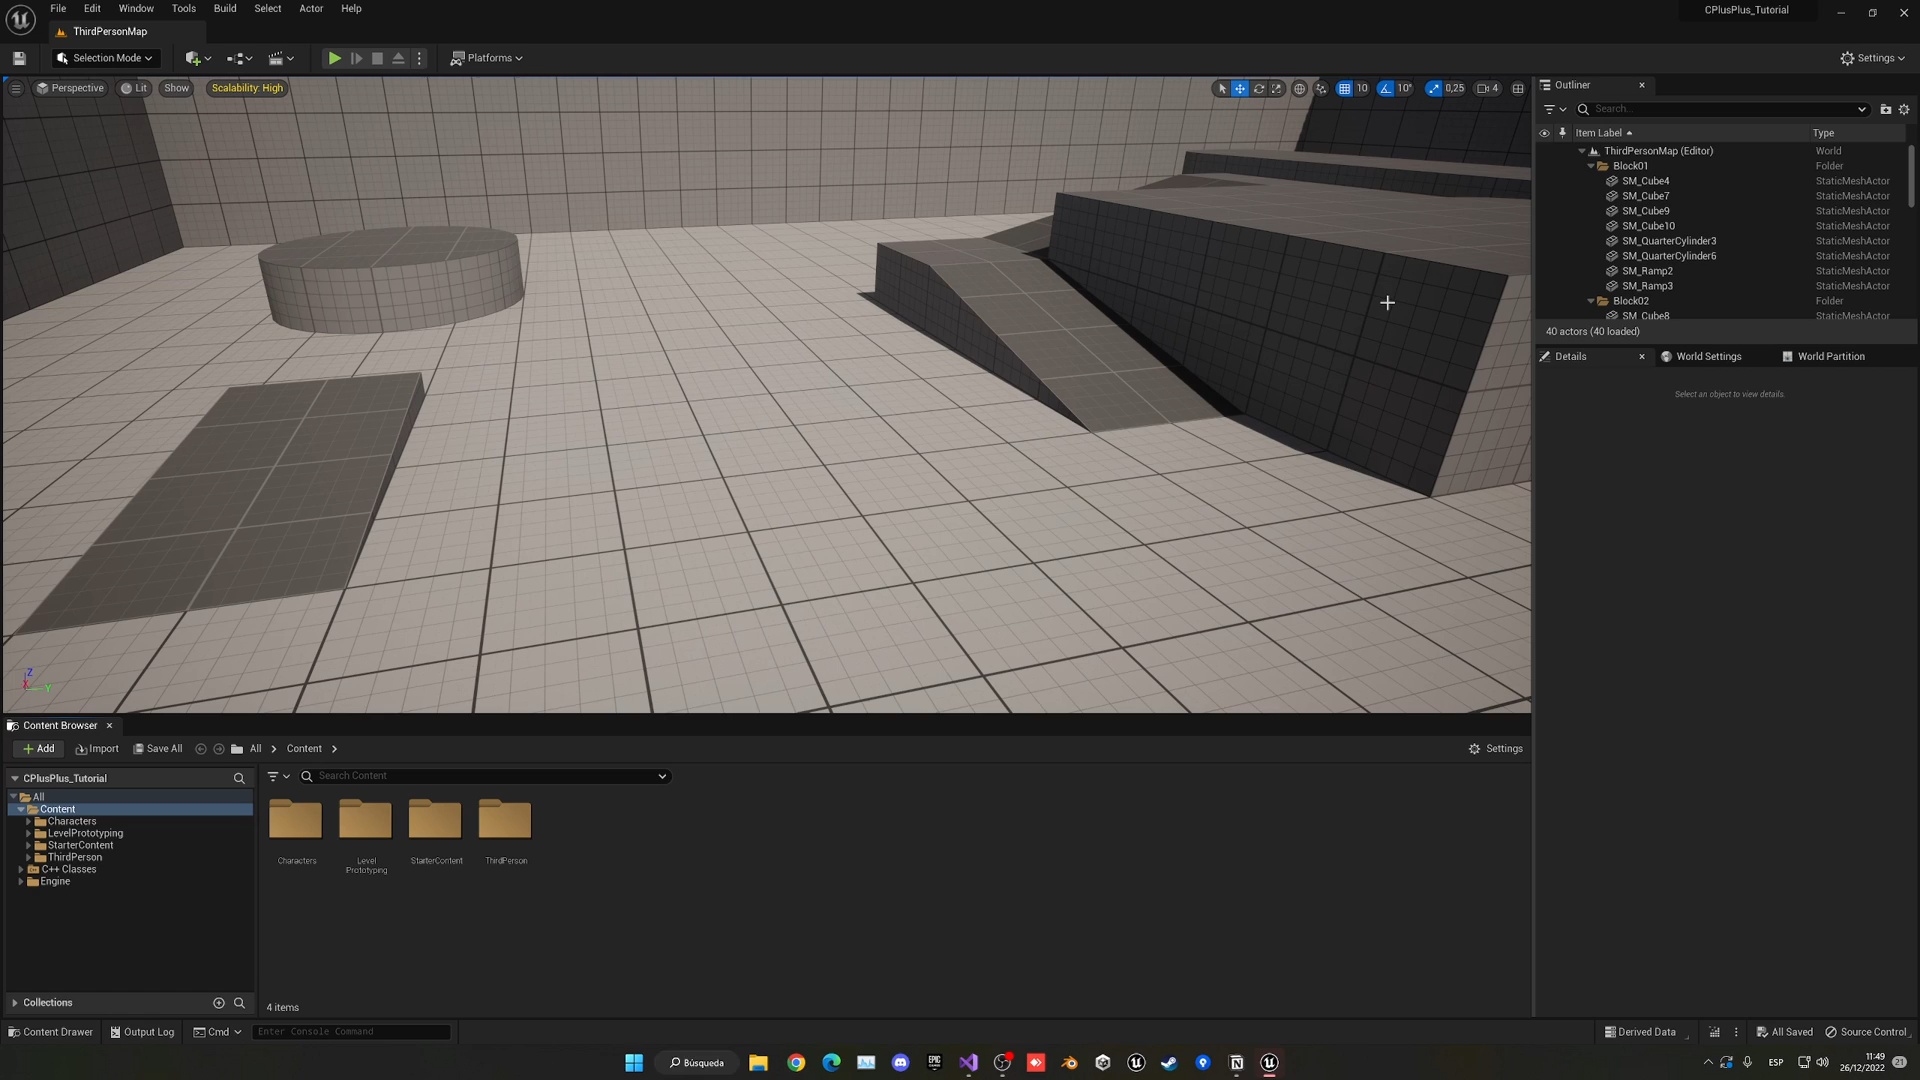 File Edit Window Tools Build Select Actor Help
CPlusPlus_Tutorial
ThirdPersonMap
Selection Mode
Platforms
Settings
Perspective Lit Show Scalability: High
10 10° 0,25 4
Outliner
Search...
Item Label Type
ThirdPersonMap (Editor) World
Block01 Folder
SM_Cube4 StaticMeshActor
SM_Cube7 StaticMeshActor
SM_Cube9 StaticMeshActor
SM_Cube10 StaticMeshActor
SM_QuarterCylinder3 StaticMeshActor
SM_QuarterCylinder6 StaticMeshActor
SM_Ramp2 StaticMeshActor
SM_Ramp3 StaticMeshActor
Block02 Folder
SM_Cube8 StaticMeshActor
40 actors (40 loaded)
Details World Settings World Partition
Select an object to view details.
Z
X Y
Content Browser
Add Import Save All All Content Settings
CPlusPlus_Tutorial
Search Content
All
Content
Characters
LevelPrototyping
StarterContent
ThirdPerson
C++ Classes
Engine
Characters
Level
Prototyping
StarterContent
ThirdPerson
Collections
4 items
Content Drawer Output Log Cmd Enter Console Command
Derived Data All Saved Source Control
Búsqueda
ESP
11:49
26/12/2022
21